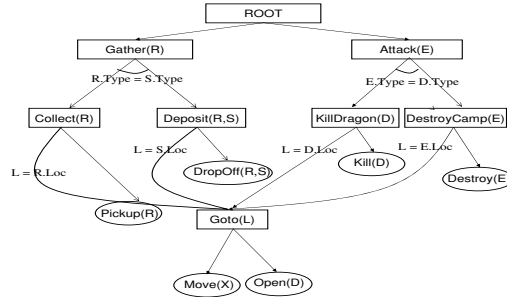 ROOT
Gather(R)
Attack(E)
R.Type = S.Type
E.Type = D.Type
Collect(R)
Deposit(R,S)
KillDragon(D)
DestroyCamp(E)
L = S.Loc
L = D.Loc
L = E.Loc
L = R.Loc
DropOff(R,S)
Kill(D)
Destroy(E
Pickup(R)
Goto(L)
Move(X)
Open(D)